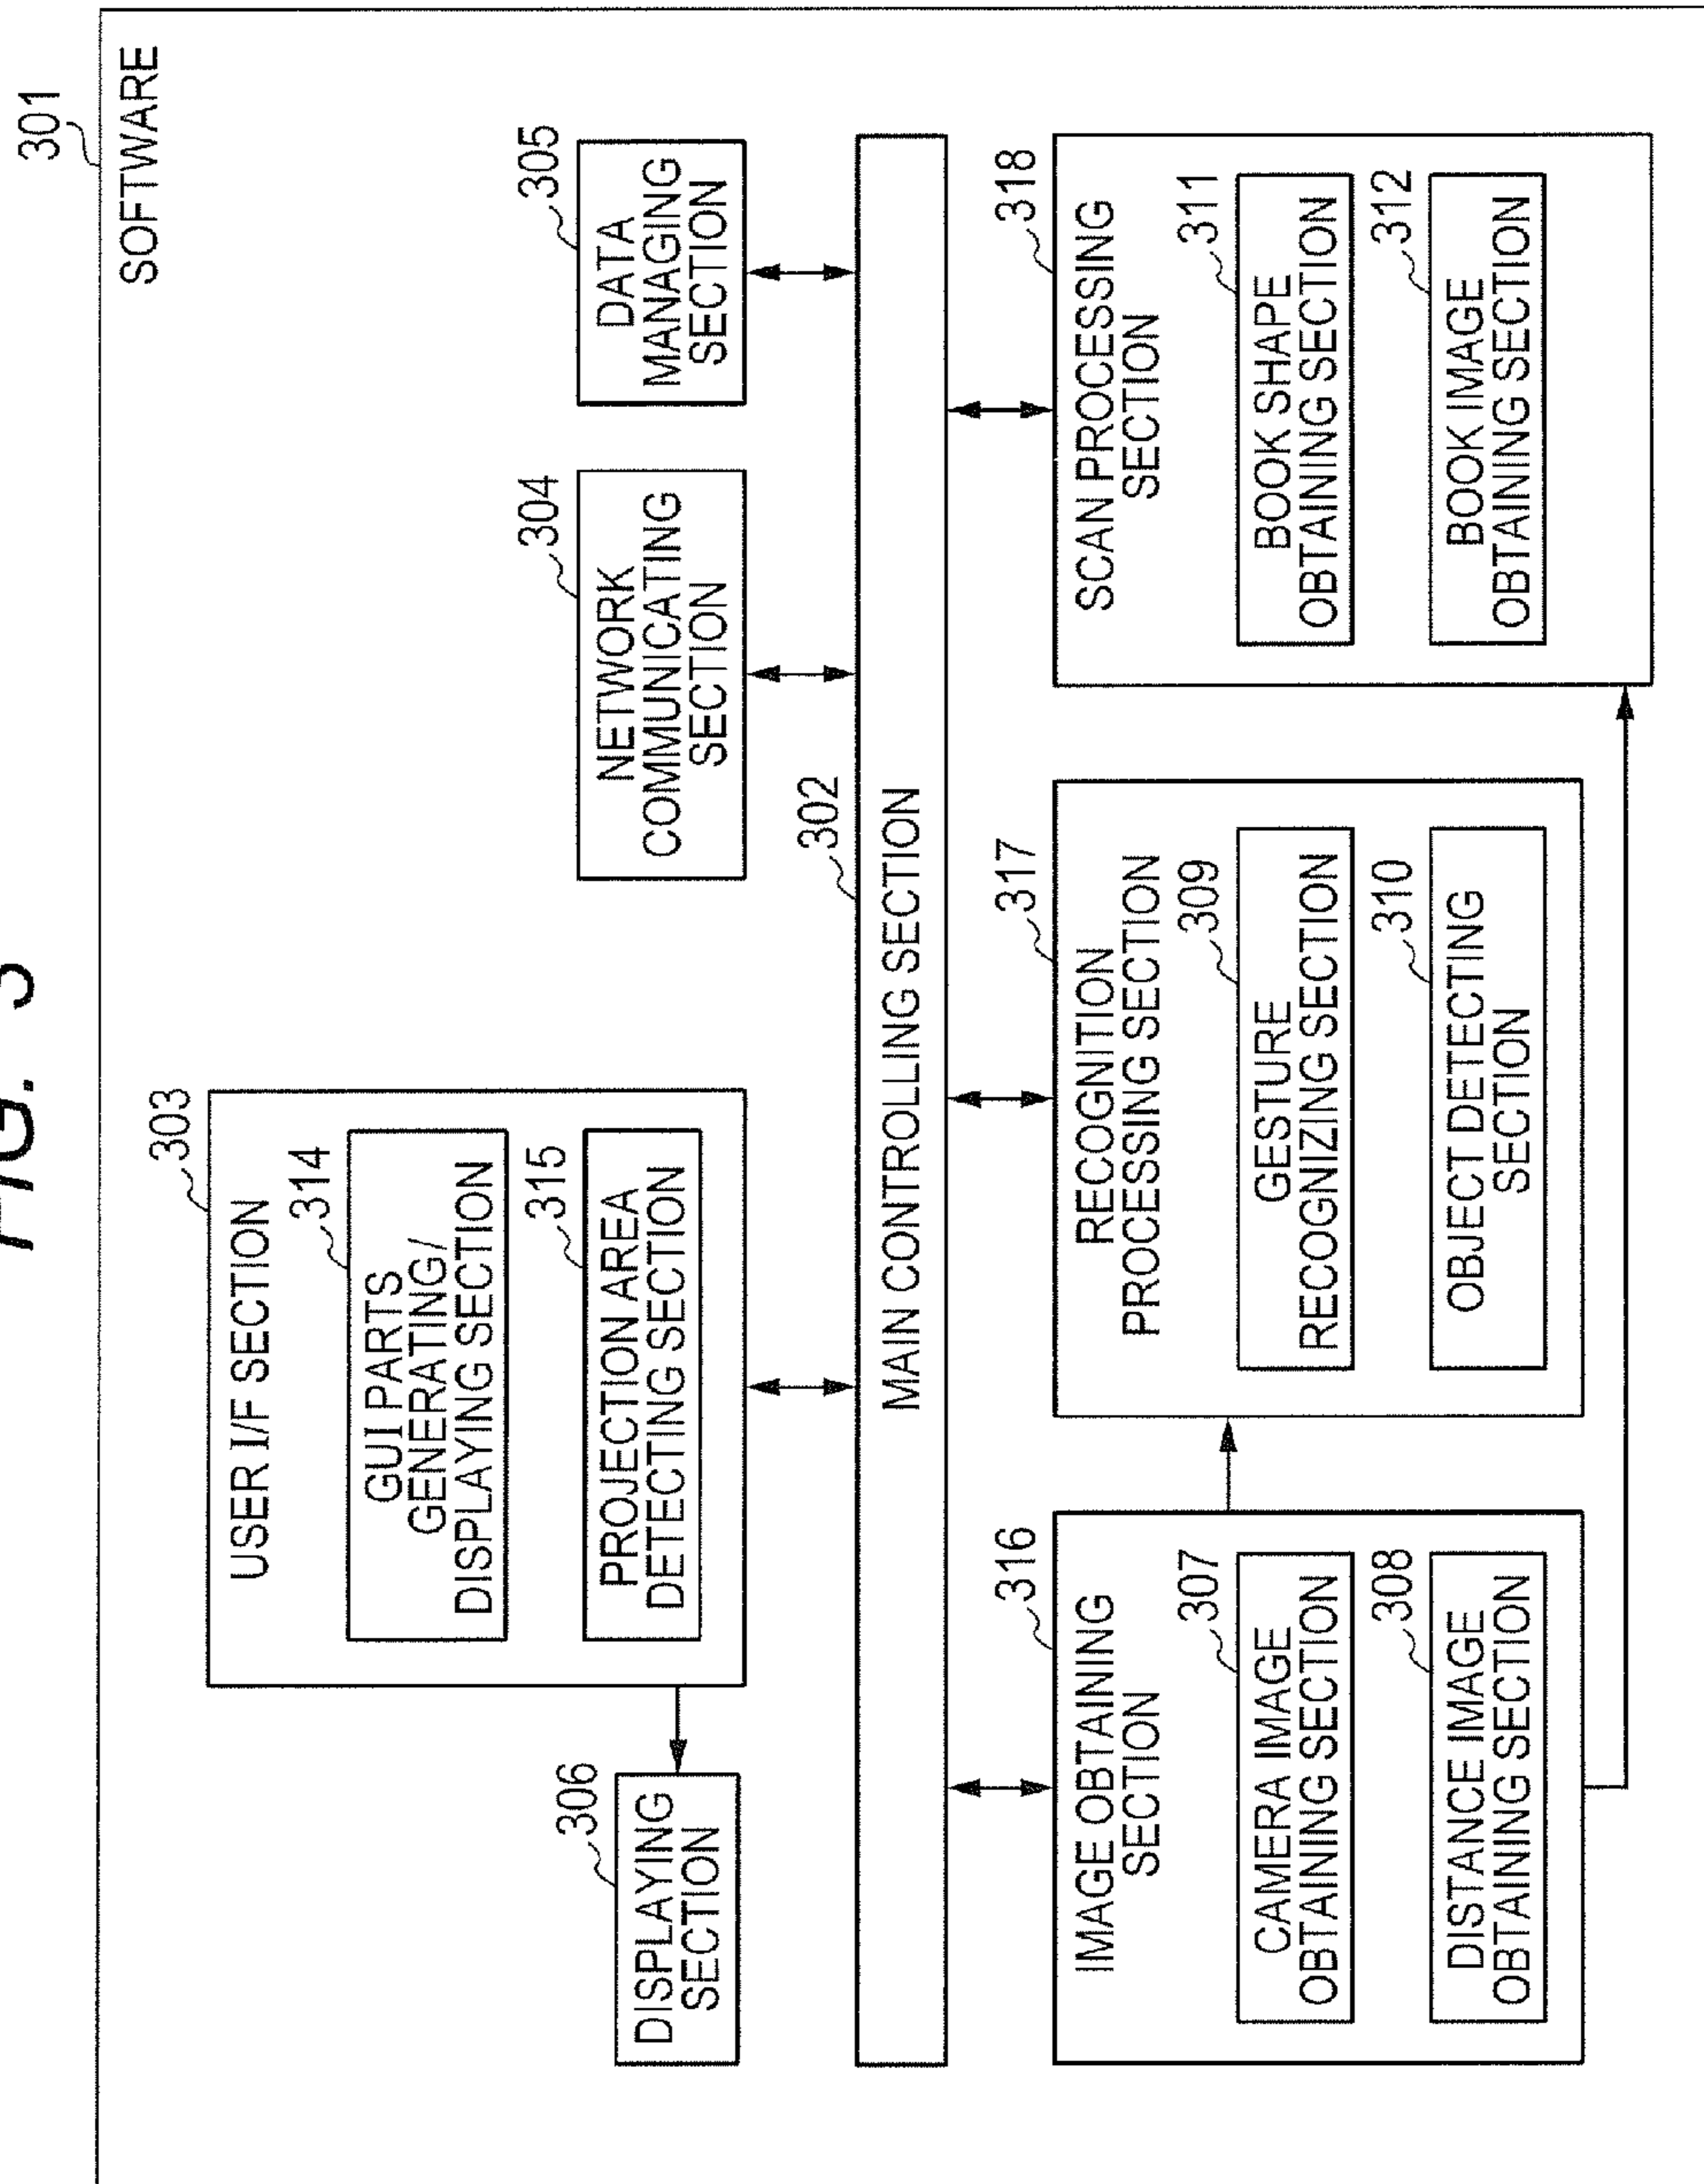 FIG. 3
301
SOFTWARE
303
USER I/F SECTION
314
GUI PARTS
GENERATING/
DISPLAYING SECTION
315
PROJECTION AREA
DETECTING SECTION
306
DISPLAYING
SECTION
304
NETWORK
COMMUNICATING
SECTION
305
DATA
MANAGING
SECTION
302
MAIN CONTROLLING SECTION
316
IMAGE OBTAINING
SECTION
307
CAMERA IMAGE
OBTAINING SECTION
308
DISTANCE IMAGE
OBTAINING SECTION
317
RECOGNITION
PROCESSING SECTION
309
GESTURE
RECOGNIZING SECTION
310
OBJECT DETECTING
SECTION
318
SCAN PROCESSING
SECTION
311
BOOK SHAPE
OBTAINING SECTION
312
BOOK IMAGE
OBTAINING SECTION